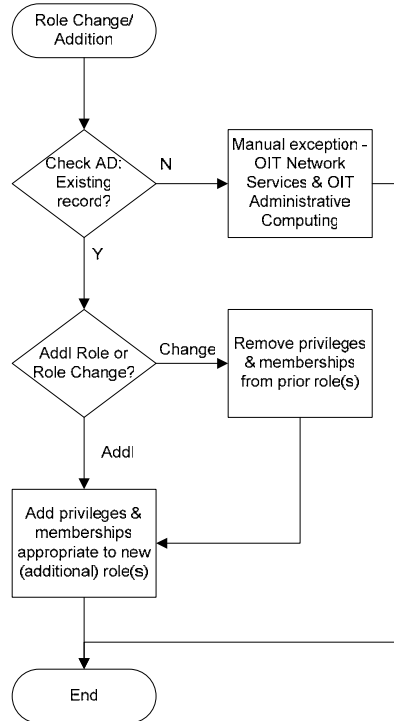 Role Change/
Addition
Check AD:
Existing
record?
N
Manual exception -
OIT Network
Services & OIT
Administrative
Computing
Y
Addl Role or
Role Change?
Change
Remove privileges
& memberships
from prior role(s)
Addl
Add privileges &
memberships
appropriate to new
(additional) role(s)
End